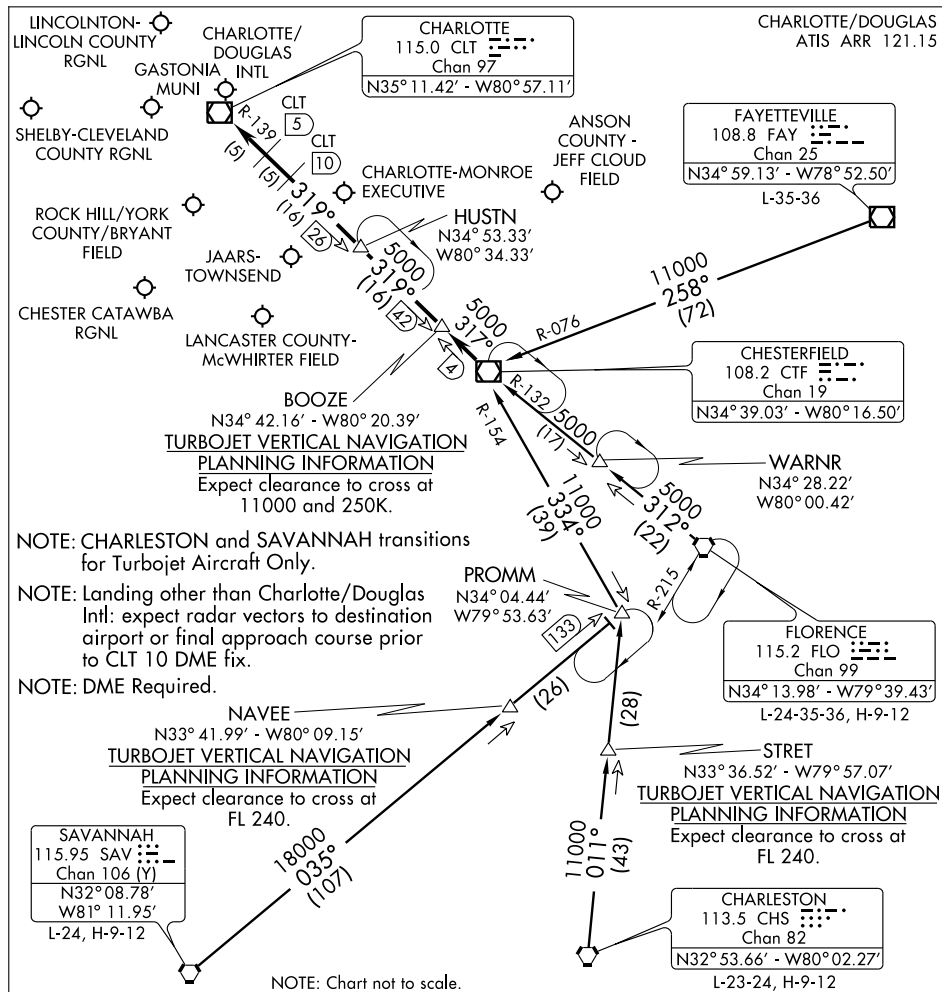 LINCOLNTON-
LINCOLN COUNTY
RGNL
CHARLOTTE/
DOUGLAS
INTL
GASTONIA
MUNI
CHARLOTTE
115.0 CLT
Chan 97
N35°11.42' - W80°57.11'
CHARLOTTE/DOUGLAS
ATIS ARR 121.15
SHELBY-CLEVELAND
COUNTY RGNL
R-139
(5)
CLT
5
(5)
CLT
10
CHARLOTTE-MONROE
EXECUTIVE
ANSON
COUNTY -
JEFF CLOUD
FIELD
FAYETTEVILLE
108.8 FAY
Chan 25
N34°59.13' - W78°52.50'
L-35-36
ROCK HILL/YORK
COUNTY/BRYANT
FIELD
319°
(16)
26
HUSTN
N34°53.33'
W80°34.33'
JAARS-
TOWNSEND
5000
319°
(16)
42
11000
258°
(72)
R-076
CHESTER CATAWBA
RGNL
LANCASTER COUNTY-
McWHIRTER FIELD
5000
317°
4
CHESTERFIELD
108.2 CTF
Chan 19
N34°39.03' - W80°16.50'
BOOZE
N34°42.16' - W80°20.39'
TURBOJET VERTICAL NAVIGATION
PLANNING INFORMATION
Expect clearance to cross at
11000 and 250K.
R-132
5000
(17)
R-154
WARNR
N34°28.22'
W80°00.42'
11000
334°
(39)
5000
312°
(22)
NOTE: CHARLESTON and SAVANNAH transitions
for Turbojet Aircraft Only.
NOTE: Landing other than Charlotte/Douglas
Intl: expect radar vectors to destination
airport or final approach course prior
to CLT 10 DME fix.
NOTE: DME Required.
PROMM
N34°04.44'
W79°53.63'
133
R-215
FLORENCE
115.2 FLO
Chan 99
N34°13.98' - W79°39.43'
L-24-35-36, H-9-12
NAVEE
N33°41.99' - W80°09.15'
TURBOJET VERTICAL NAVIGATION
PLANNING INFORMATION
Expect clearance to cross at
FL 240.
(26)
(28)
STRET
N33°36.52' - W79°57.07'
TURBOJET VERTICAL NAVIGATION
PLANNING INFORMATION
Expect clearance to cross at
FL 240.
SAVANNAH
115.95 SAV
Chan 106 (Y)
N32°08.78'
W81°11.95'
L-24, H-9-12
18000
035°
(107)
11000
011°
(43)
CHARLESTON
113.5 CHS
Chan 82
N32°53.66' - W80°02.27'
L-23-24, H-9-12
NOTE: Chart not to scale.